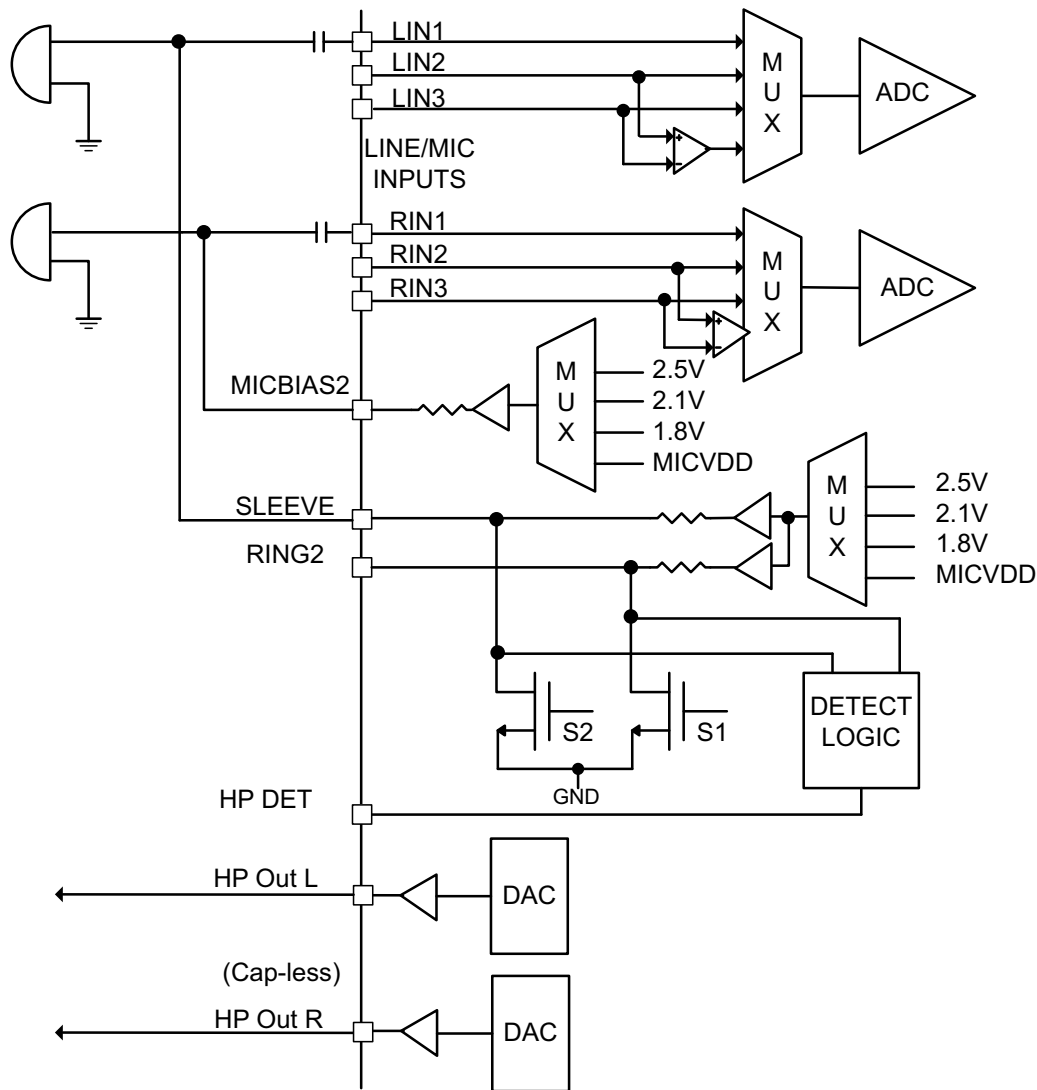 LIN1
LIN2
LIN3
LINE/MIC
INPUTS
M
U
X
ADC
RIN1
RIN2
RIN3
M
U
X
ADC
+
−
+
−
MICBIAS2
M
U
X
2.5V
2.1V
1.8V
MICVDD
SLEEVE
RING2
M
U
X
2.5V
2.1V
1.8V
MICVDD
S2
S1
GND
DETECT
LOGIC
HP DET
HP Out L
DAC
(Cap-less)
HP Out R
DAC